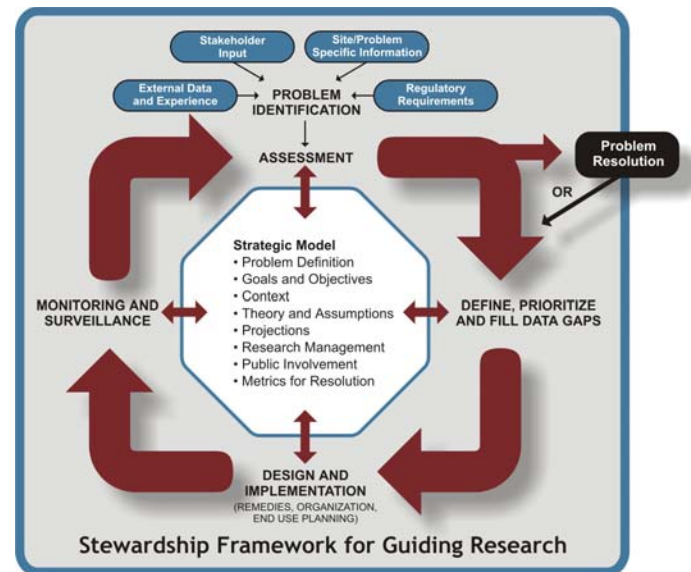 Stakeholder
Input
Site/Problem
Specific Information
External Data
and Experience
PROBLEM
IDENTIFICATION
Regulatory
Requirements
ASSESSMENT
Problem
Resolution
OR
Strategic Model
• Problem Definition
• Goals and Objectives
• Context
• Theory and Assumptions
• Projections
• Research Management
• Public Involvement
• Metrics for Resolution
MONITORING AND
SURVEILLANCE
DEFINE, PRIORITIZE
AND FILL DATA GAPS
DESIGN AND
IMPLEMENTATION
(REMEDIES, ORGANIZATION,
END USE PLANNING)
Stewardship Framework for Guiding Research